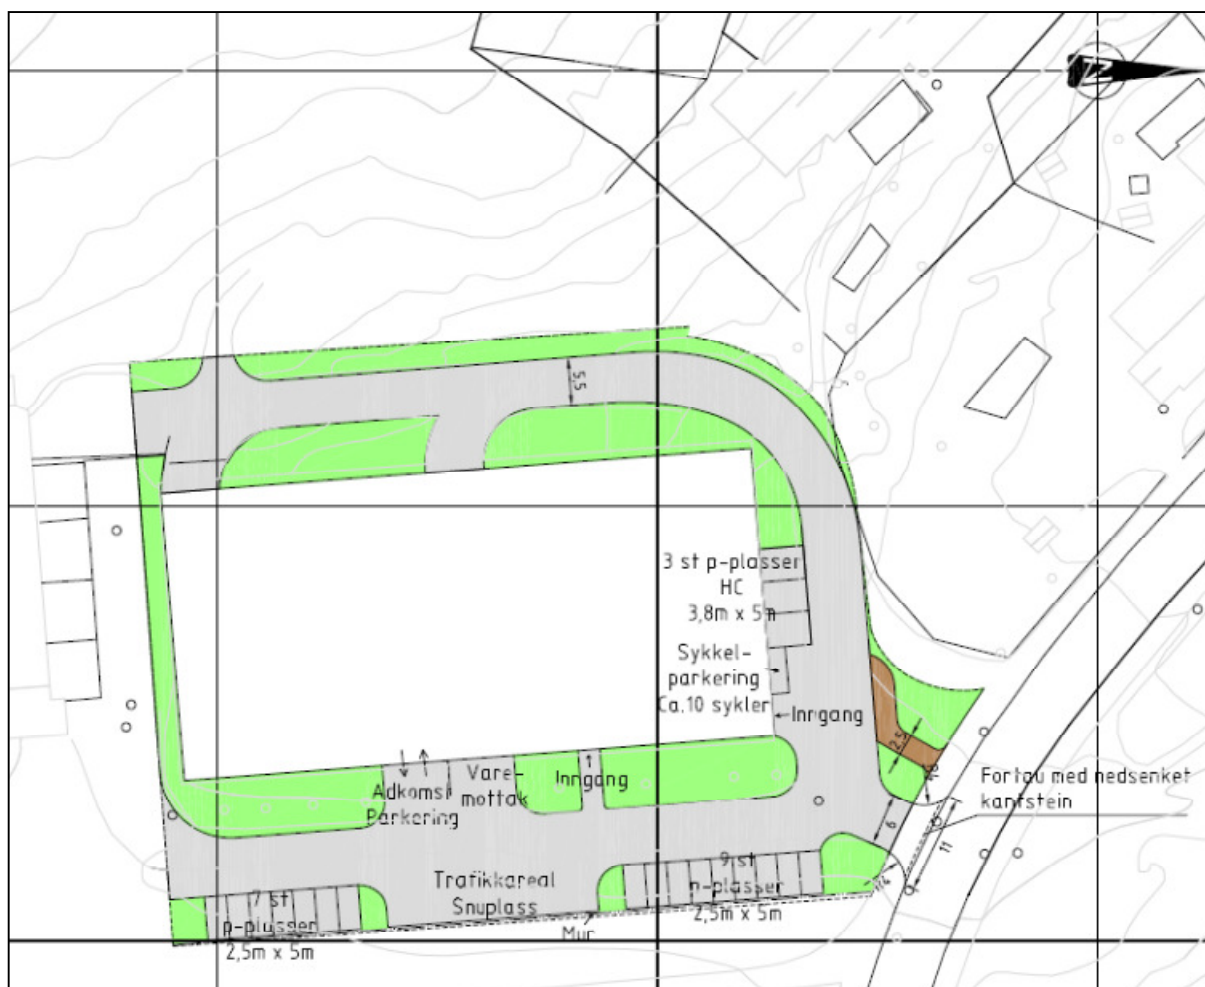 N
5,5
3 st p-plasser
HC
3,8m x 5m
Sykkel-
parkering
Ca.10 sykler
Inngang
Adkomst
Parkering
Vare-
mottak
Inngang
2,5
Fortau med nedsenket
kantstein
6
11
Trafikkareal
Snuplass
9 st
p-plasser
2,5m x 5m
7 st
p-plasser
2,5m x 5m
Mur